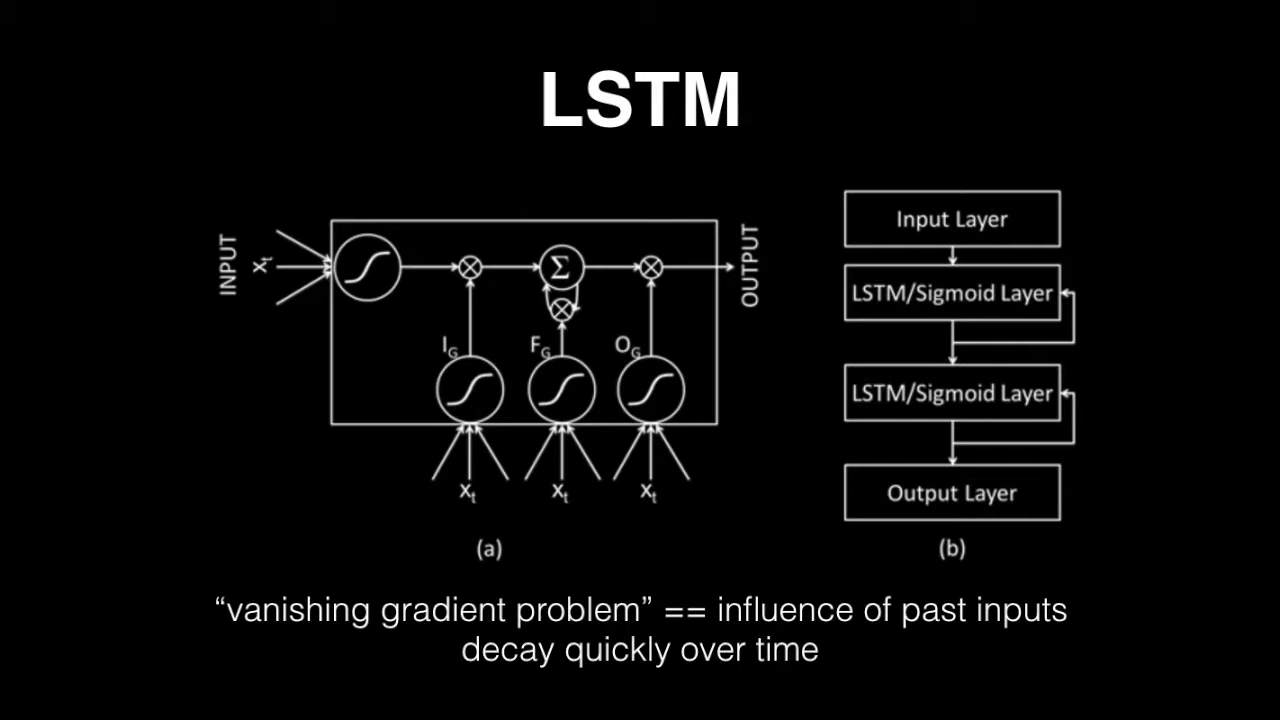 LSTM
INPUT
xt
IG
FG
OG
Σ
OUTPUT
xt
xt
xt
(a)
Input Layer
LSTM/Sigmoid Layer
LSTM/Sigmoid Layer
Output Layer
(b)
“vanishing gradient problem” == influence of past inputs
decay quickly over time